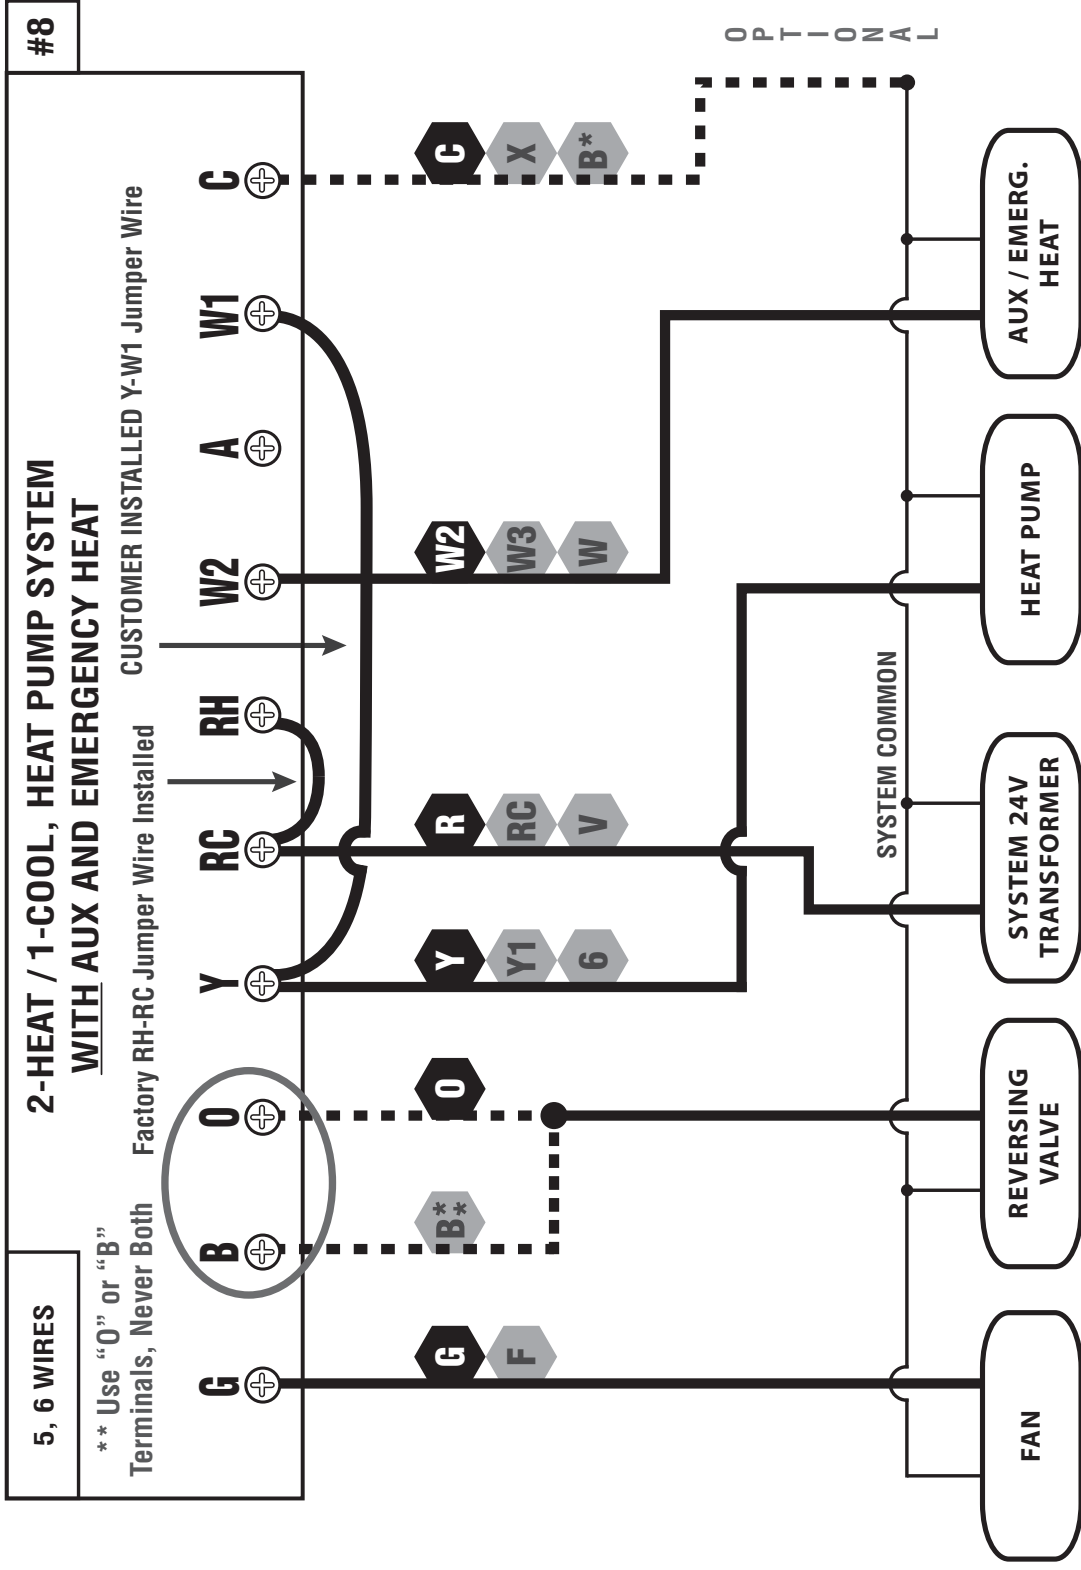 5, 6 WIRES
#8
2-HEAT / 1-COOL, HEAT PUMP SYSTEM
WITH AUX AND EMERGENCY HEAT
** Use “O” or “B”
Terminals, Never Both
Factory RH-RC Jumper Wire Installed
CUSTOMER INSTALLED Y-W1 Jumper Wire
G B O Y RC RH W2 A W1 C
G B* O Y R W2 C
F Y1 RC W3 X
6 V W B*
OPTIONAL
SYSTEM COMMON
FAN
REVERSING
VALVE
SYSTEM 24V
TRANSFORMER
HEAT PUMP
AUX / EMERG.
HEAT